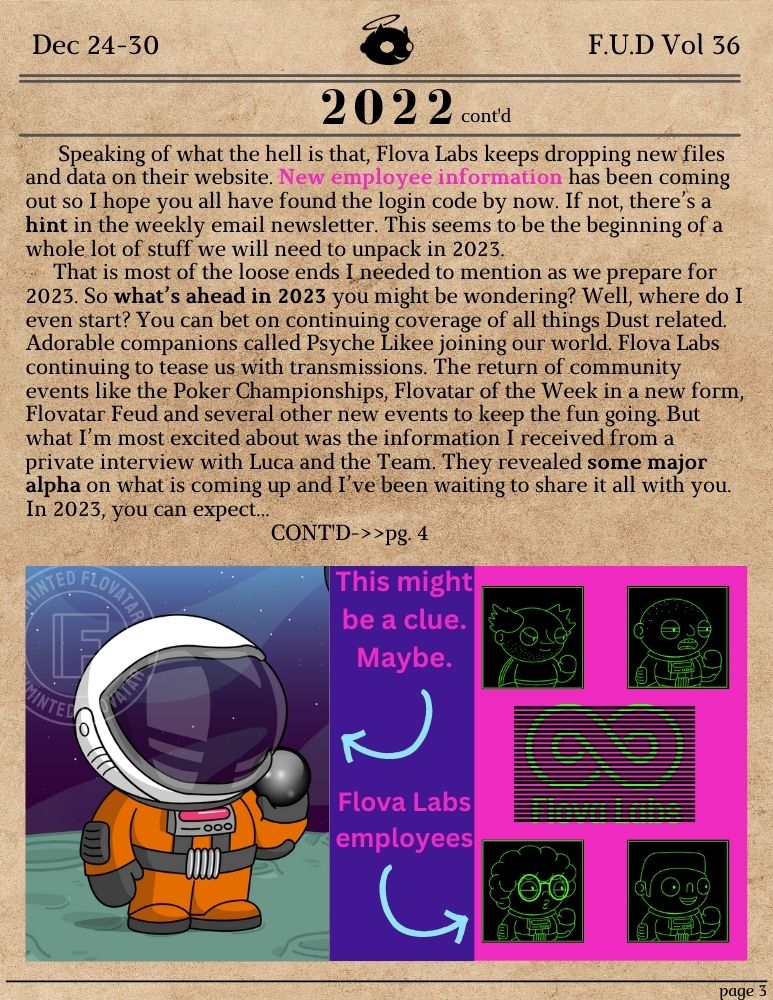 Dec 24-30
F.U.D Vol 36
2022 cont'd
Speaking of what the hell is that, Flova Labs keeps dropping new files
and data on their website. New employee information has been coming
out so I hope you all have found the login code by now. If not, there's a
hint in the weekly email newsletter. This seems to be the beginning of a
whole lot of stuff we will need to unpack in 2023.
That is most of the loose ends I needed to mention as we prepare for
2023. So what's ahead in 2023 you might be wondering? Well, where do I
even start? You can bet on continuing coverage of all things Dust related.
Adorable companions called Psyche Likee joining our world. Flova Labs
continuing to tease us with transmissions. The return of community
events like the Poker Championships, Flovatar of the Week in a new form,
Flovatar Feud and several other new events to keep the fun going. But
what I'm most excited about was the information I received from a
private interview with Luca and the Team. They revealed some major
alpha on what is coming up and I've been waiting to share it all with you.
In 2023, you can expect...
CONT'D->>pg. 4
MINTED FLOVATAR
F
MINTED FLOVATAR
This might
be a clue.
Maybe.
Flova Labs
employees
Flova Labs
page 3